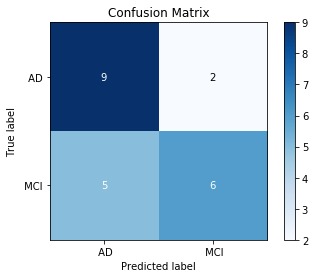 Confusion Matrix
AD
9
2
MCI
5
6
AD
MCI
True label
Predicted label
9
8
7
6
5
4
3
2